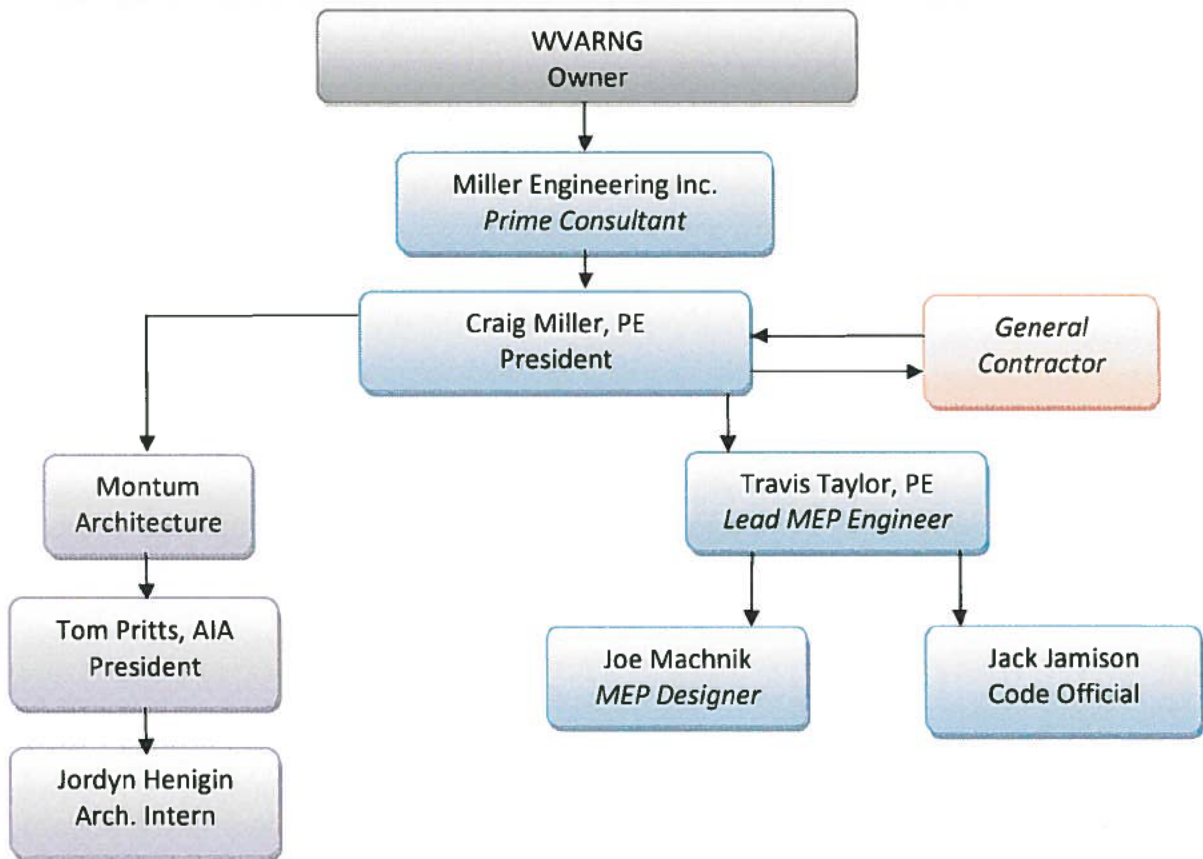 WVARNG
Owner
Miller Engineering Inc.
Prime Consultant
Craig Miller, PE
President
General
Contractor
Montum
Architecture
Travis Taylor, PE
Lead MEP Engineer
Tom Pritts, AIA
President
Joe Machnik
MEP Designer
Jack Jamison
Code Official
Jordyn Henigin
Arch. Intern